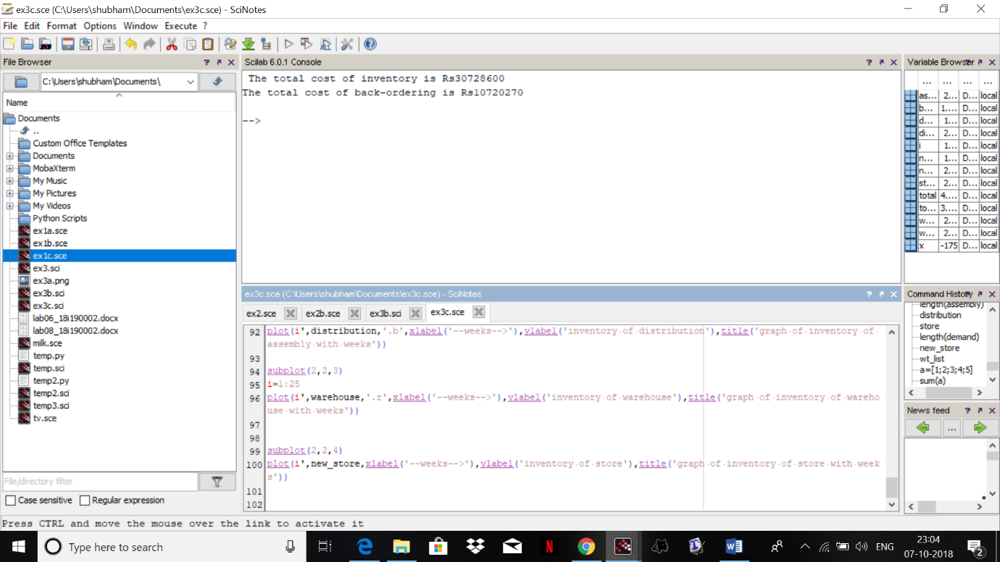 ex3c.sce (C:\Users\shubham\Documents\ex3c.sce) - SciNotes
File Edit Format Options Window Execute ?
File Browser
C:\Users\shubham\Documents\
Name
Documents
..
Custom Office Templates
Documents
MobaXterm
My Music
My Pictures
My Videos
Python Scripts
ex1a.sce
ex1b.sce
ex1c.sce
ex3.sci
ex3a.png
ex3b.sci
ex3c.sci
lab06_18i190002.docx
lab08_18i190002.docx
milk.sce
temp.py
temp.sci
temp2.py
temp2.sci
temp3.sci
tv.sce
File/directory filter
Case sensitive Regular expression
Scilab 6.0.1 Console
The total cost of inventory is Rs30728600
The total cost of back-ordering is Rs10720270
-->
ex3c.sce (C:\Users\shubham\Documents\ex3c.sce) - SciNotes
ex2.sce ex2b.sce ex3b.sci ex3c.sce
92 plot(i',distribution,'.b',xlabel('--weeks-->'),ylabel('inventory of distribution'),title('graph of inventory of
assembly with weeks'))
93
94 subplot(2,2,3)
95 i=1:25
96 plot(i',warehouse,'.r',xlabel('--weeks-->'),ylabel('inventory of warehouse'),title('graph of inventory of wareho
use with weeks'))
97
98
99 subplot(2,2,4)
100 plot(i',new_store,xlabel('--weeks-->'),ylabel('inventory of store'),title('graph of inventory of store with week
s'))
101
102
Variable Browser
... ... ... ...
as... 2... D... local
b... 1.... D... local
d... 1... D... local
di... 2... D... local
i 1... D... local
n... 1... D... local
n... 2... D... local
st... 2... D... local
total 4.... D... local
to... 3.... D... local
w... 2... D... local
w... 2... D... local
x -175 D... local
Command History
length(assembly)
distribution
store
length(demand)
new_store
wt_list
a=[1;2;3;4;5]
sum(a)
News feed
...
Press CTRL and move the mouse over the link to activate it
Type here to search
ENG
23:04
07-10-2018
2